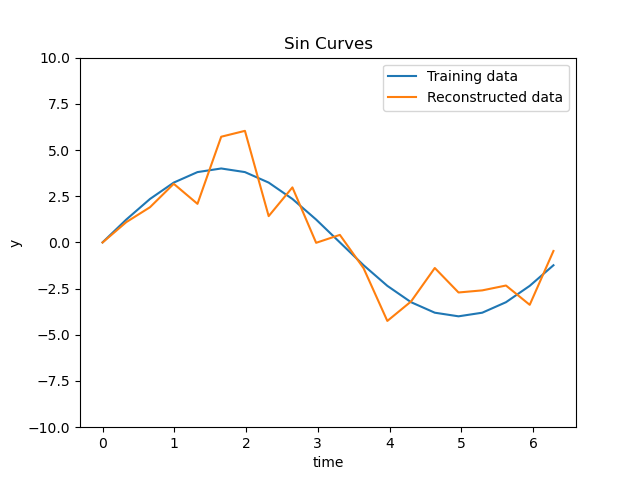 Sin Curves
Training data
Reconstructed data
10.0
7.5
5.0
2.5
0.0
−2.5
−5.0
−7.5
−10.0
y
0 1 2 3 4 5 6
time